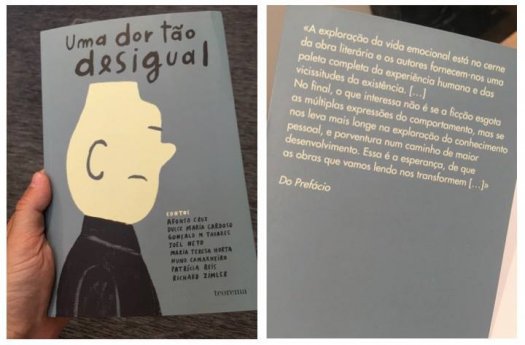 Uma dor tão
desigual
CONTOS
AFONSO CRUZ
DULCE MARIA CARDOSO
GONÇALO M. TAVARES
JOEL NETO
MARIA TERESA HORTA
NUNO CAMARNEIRO
PATRÍCIA REIS
RICHARD ZIMLER
teorema
«A exploração da vida emocional está no cerne
da obra literária e os autores fornecem-nos uma
paleta completa da experiência humana e das
vicissitudes da existência. [...]
No final, o que interessa não é se a ficção esgota
as múltiplas expressões do comportamento, mas se
nos leva mais longe na exploração do conhecimento
pessoal, e porventura num caminho de maior
desenvolvimento. Essa é a esperança, de que
as obras que vamos lendo nos transformem [...]»
Do Prefácio